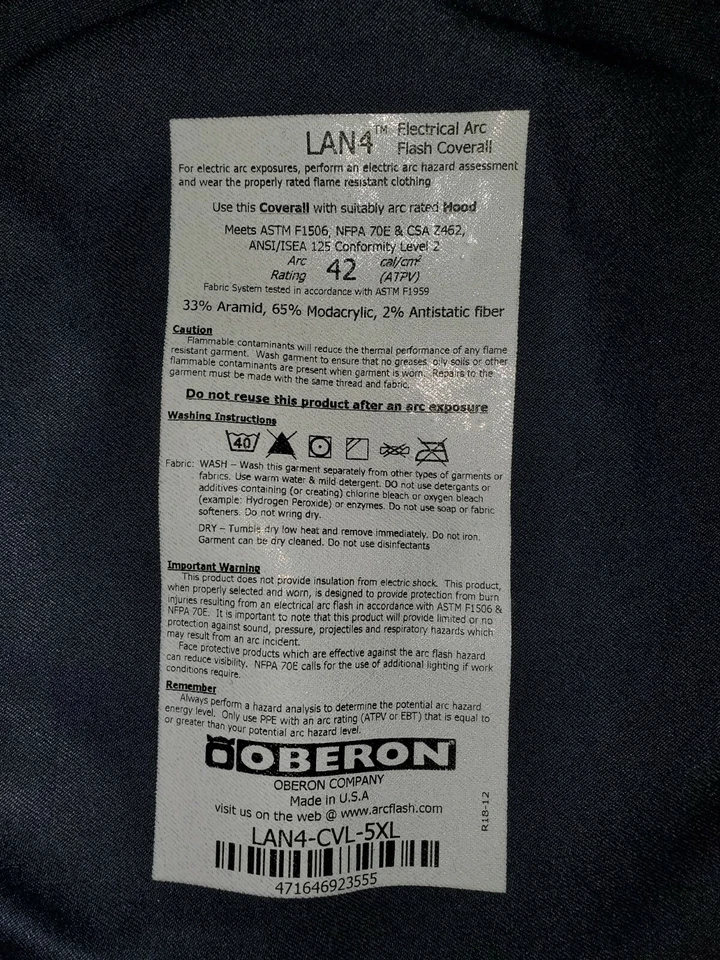 LAN4™ Electrical Arc
Flash Coverall
For electric arc exposures, perform an electric arc hazard assessment
and wear the properly rated flame resistant clothing
Use this Coverall with suitably arc rated Hood
Meets ASTM F1506, NFPA 70E & CSA Z462,
ANSI/ISEA 125 Conformity Level 2
Arc Rating 42 cal/cm² (ATPV)
Fabric System tested in accordance with ASTM F1959
33% Aramid, 65% Modacrylic, 2% Antistatic fiber
Caution
Flammable contaminants will reduce the thermal performance of any flame
resistant garment. Wash garment to ensure that no greases, oily soils or other
flammable contaminants are present when garment is worn. Repairs to the
garment must be made with the same thread and fabric.
Do not reuse this product after an arc exposure
Washing Instructions
40
Fabric: WASH – Wash this garment separately from other types of garments or
fabrics. Use warm water & mild detergent. DO not use detergants or
additives containing (or creating) chlorine bleach or oxygen bleach
(example: Hydrogen Peroxide) or enzymes. Do not use soap or fabric
softeners. Do not wring dry.
DRY – Tumble dry low heat and remove immediately. Do not iron.
Garment can be dry cleaned. Do not use disinfectants
Important Warning
This product does not provide insulation from electric shock. This product,
when properly selected and worn, is designed to provide protection from burn
injuries resulting from an electrical arc flash in accordance with ASTM F1506 &
NFPA 70E. It is important to note that this product will provide limited or no
protection against sound, pressure, projectiles and respiratory hazards which
may result from an arc incident.
Face protective products which are effective against the arc flash hazard
can reduce visibility. NFPA 70E calls for the use of additional lighting if work
conditions require.
Remember
Always perform a hazard analysis to determine the potential arc hazard
energy level. Only use PPE with an arc rating (ATPV or EBT) that is equal to
or greater than your potential arc hazard level.
OBERON
OBERON COMPANY
Made in U.S.A
visit us on the web @ www.arcflash.com
R18-12
LAN4-CVL-5XL
471646923555